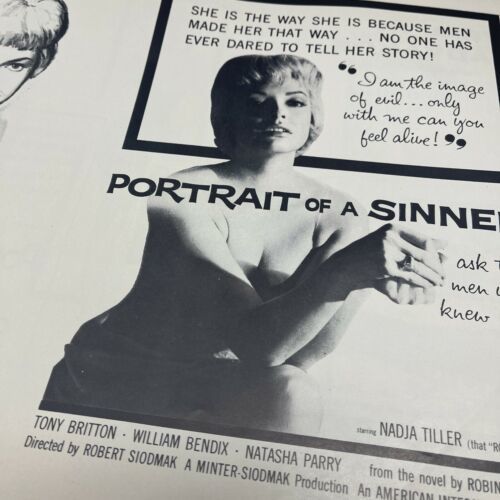 SHE IS THE WAY SHE IS BECAUSE MEN
MADE HER THAT WAY . . . NO ONE HAS
EVER DARED TO TELL HER STORY!
"I am the image
of evil... only
with me can you
feel alive!"
PORTRAIT OF A SINNE
ask
men
knew
starring NADJA TILLER (that "R
TONY BRITTON · WILLIAM BENDIX · NATASHA PARRY from the novel by ROBIN
Directed by ROBERT SIODMAK A MINTER-SIODMAK Production An AMERICAN INTE